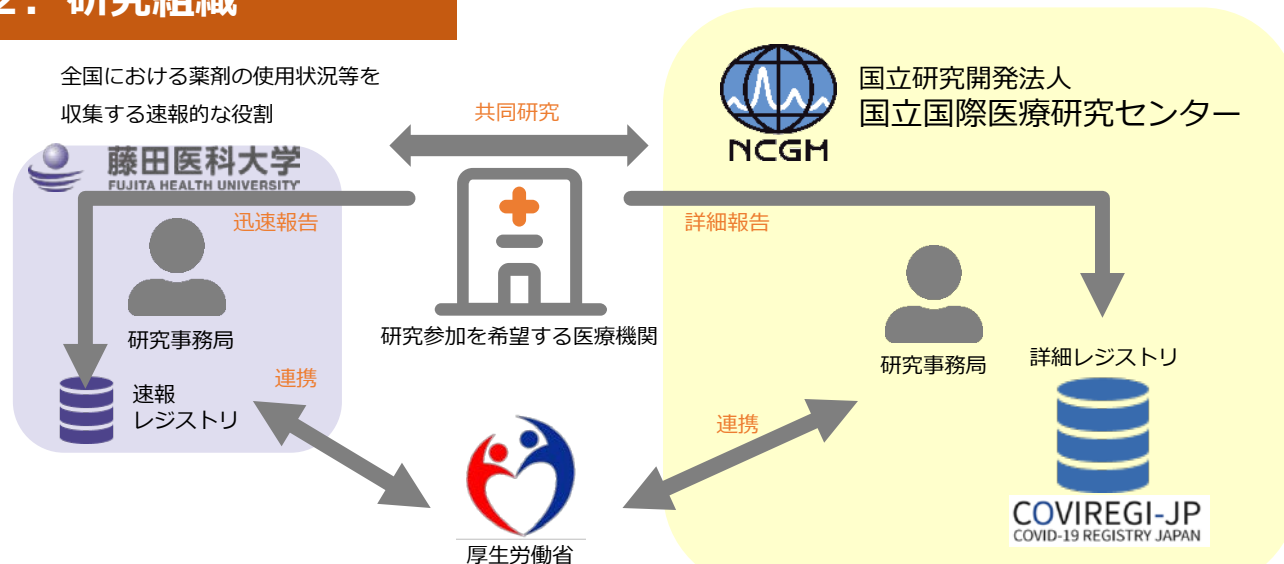 2. 研究組織
全国における薬剤の使用状況等を
収集する速報的な役割
共同研究
NCGM
国立研究開発法人
国立国際医療研究センター
藤田医科大学
FUJITA HEALTH UNIVERSITY
迅速報告
詳細報告
研究事務局
研究参加を希望する医療機関
研究事務局
詳細レジストリ
速報
レジストリ
連携
連携
厚生労働省
COVIREGI-JP
COVID-19 REGISTRY JAPAN